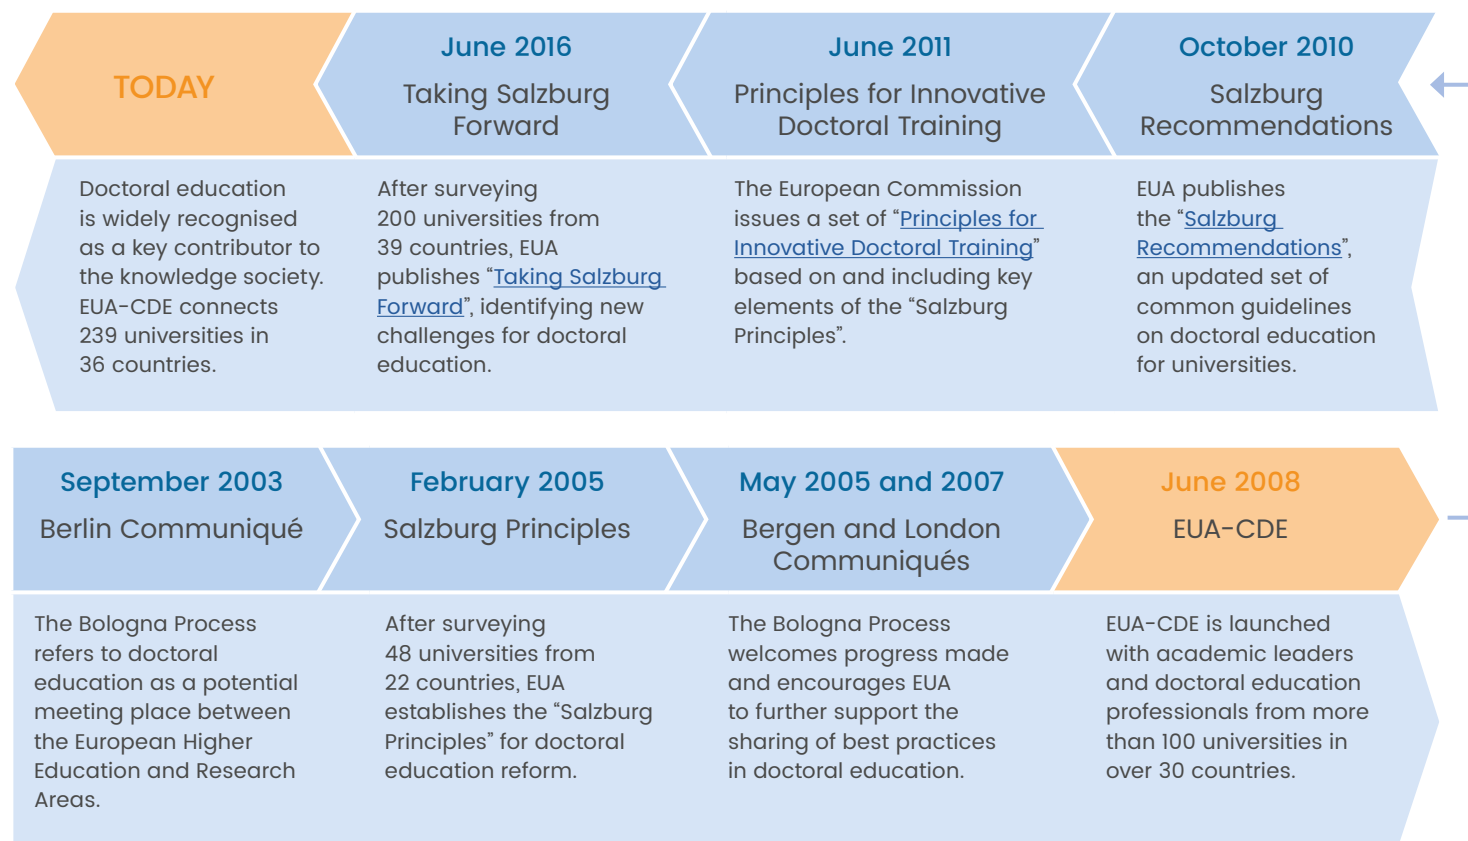 TODAY
Doctoral education
is widely recognised
as a key contributor to
the knowledge society.
EUA-CDE connects
239 universities in
36 countries.
June 2016
Taking Salzburg
Forward
After surveying
200 universities from
39 countries, EUA
publishes “Taking Salzburg
Forward”, identifying new
challenges for doctoral
education.
June 2011
Principles for Innovative
Doctoral Training
The European Commission
issues a set of “Principles for
Innovative Doctoral Training”
based on and including key
elements of the “Salzburg
Principles”.
October 2010
Salzburg
Recommendations
EUA publishes
the “Salzburg
Recommendations”,
an updated set of
common guidelines
on doctoral education
for universities.
September 2003
Berlin Communiqué
The Bologna Process
refers to doctoral
education as a potential
meeting place between
the European Higher
Education and Research
Areas.
February 2005
Salzburg Principles
After surveying
48 universities from
22 countries, EUA
establishes the “Salzburg
Principles” for doctoral
education reform.
May 2005 and 2007
Bergen and London
Communiqués
The Bologna Process
welcomes progress made
and encourages EUA
to further support the
sharing of best practices
in doctoral education.
June 2008
EUA-CDE
EUA-CDE is launched
with academic leaders
and doctoral education
professionals from more
than 100 universities in
over 30 countries.